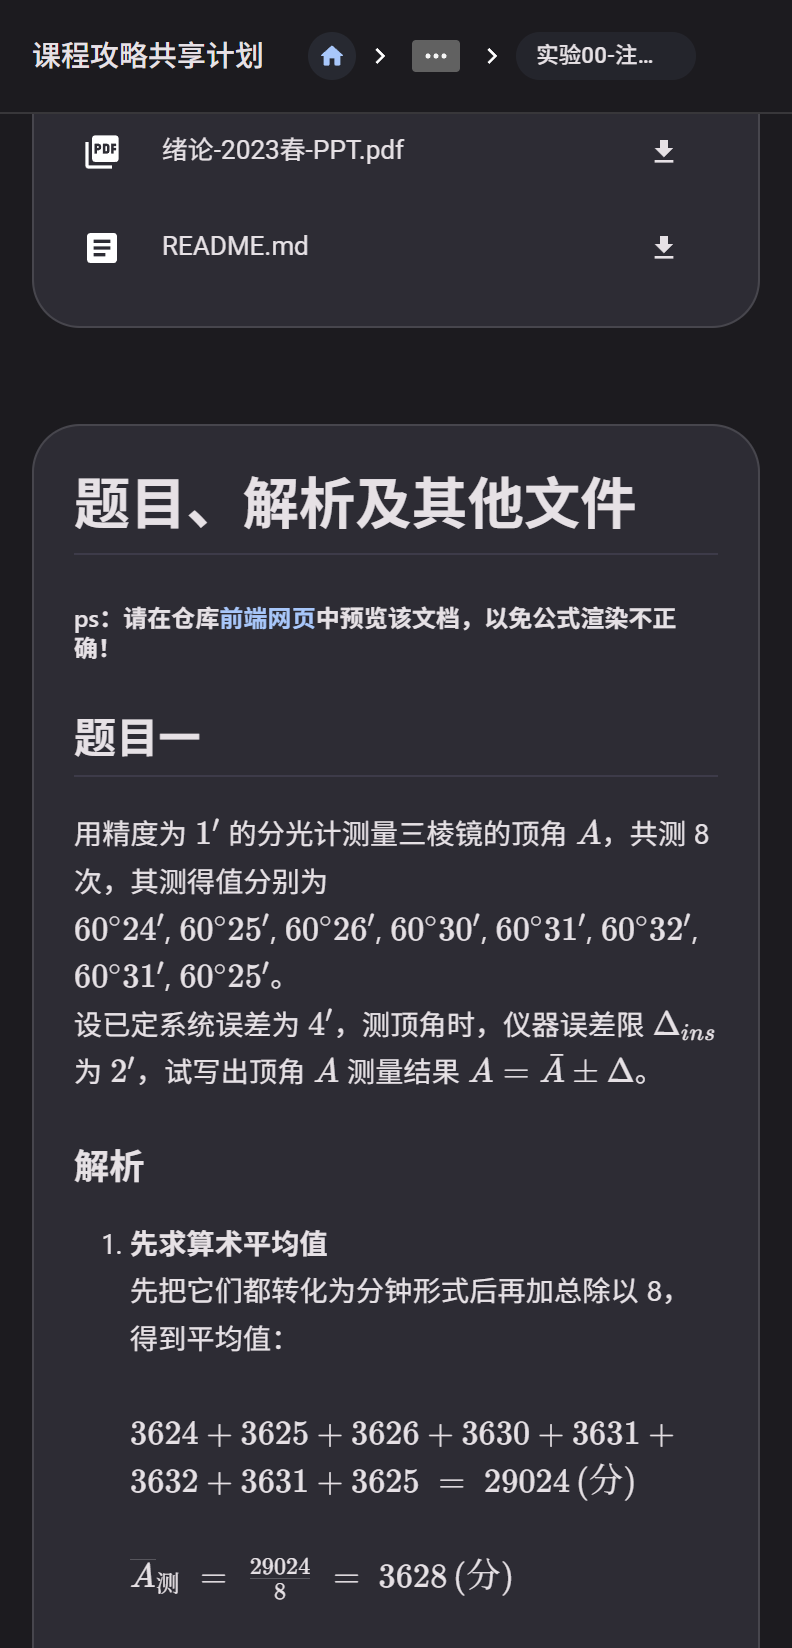 课程攻略共享计划 > ... > 实验00-注...
绪论-2023春-PPT.pdf
README.md
题目、解析及其他文件
ps：请在仓库前端网页中预览该文档，以免公式渲染不正
确！
题目一
用精度为 1′ 的分光计测量三棱镜的顶角 A，共测 8
次，其测得值分别为
60°24′, 60°25′, 60°26′, 60°30′, 60°31′, 60°32′,
60°31′, 60°25′。
设已定系统误差为 4′，测顶角时，仪器误差限 Δ_{ins}
为 2′，试写出顶角 A 测量结果 A = Ā ± Δ。
解析
1. 先求算术平均值
先把它们都转化为分钟形式后再加总除以 8，
得到平均值：
3624 + 3625 + 3626 + 3630 + 3631 +
3632 + 3631 + 3625 = 29024 (分)
Ā_测 = 29024/8 = 3628 (分)